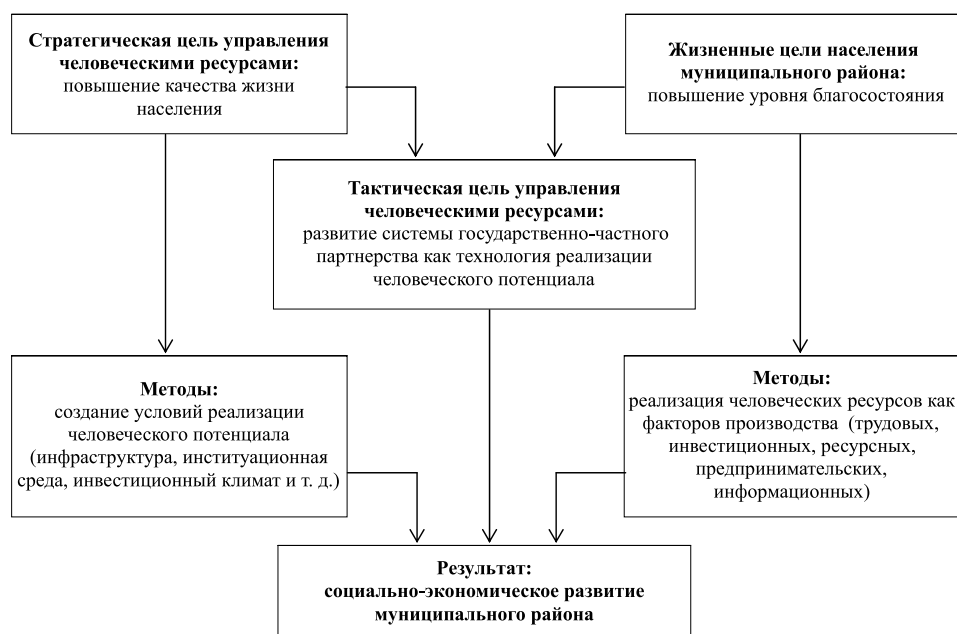 Стратегическая цель управления
человеческими ресурсами:
повышение качества жизни
населения
Жизненные цели населения
муниципального района:
повышение уровня благосостояния
Тактическая цель управления
человеческими ресурсами:
развитие системы государственно-частного
партнерства как технология реализации
человеческого потенциала
Методы:
создание условий реализации
человеческого потенциала
(инфраструктура, институационная
среда, инвестиционный климат и т. д.)
Методы:
реализация человеческих ресурсов как
факторов производства (трудовых,
инвестиционных, ресурсных,
предпринимательских,
информационных)
Результат:
социально-экономическое развитие
муниципального района